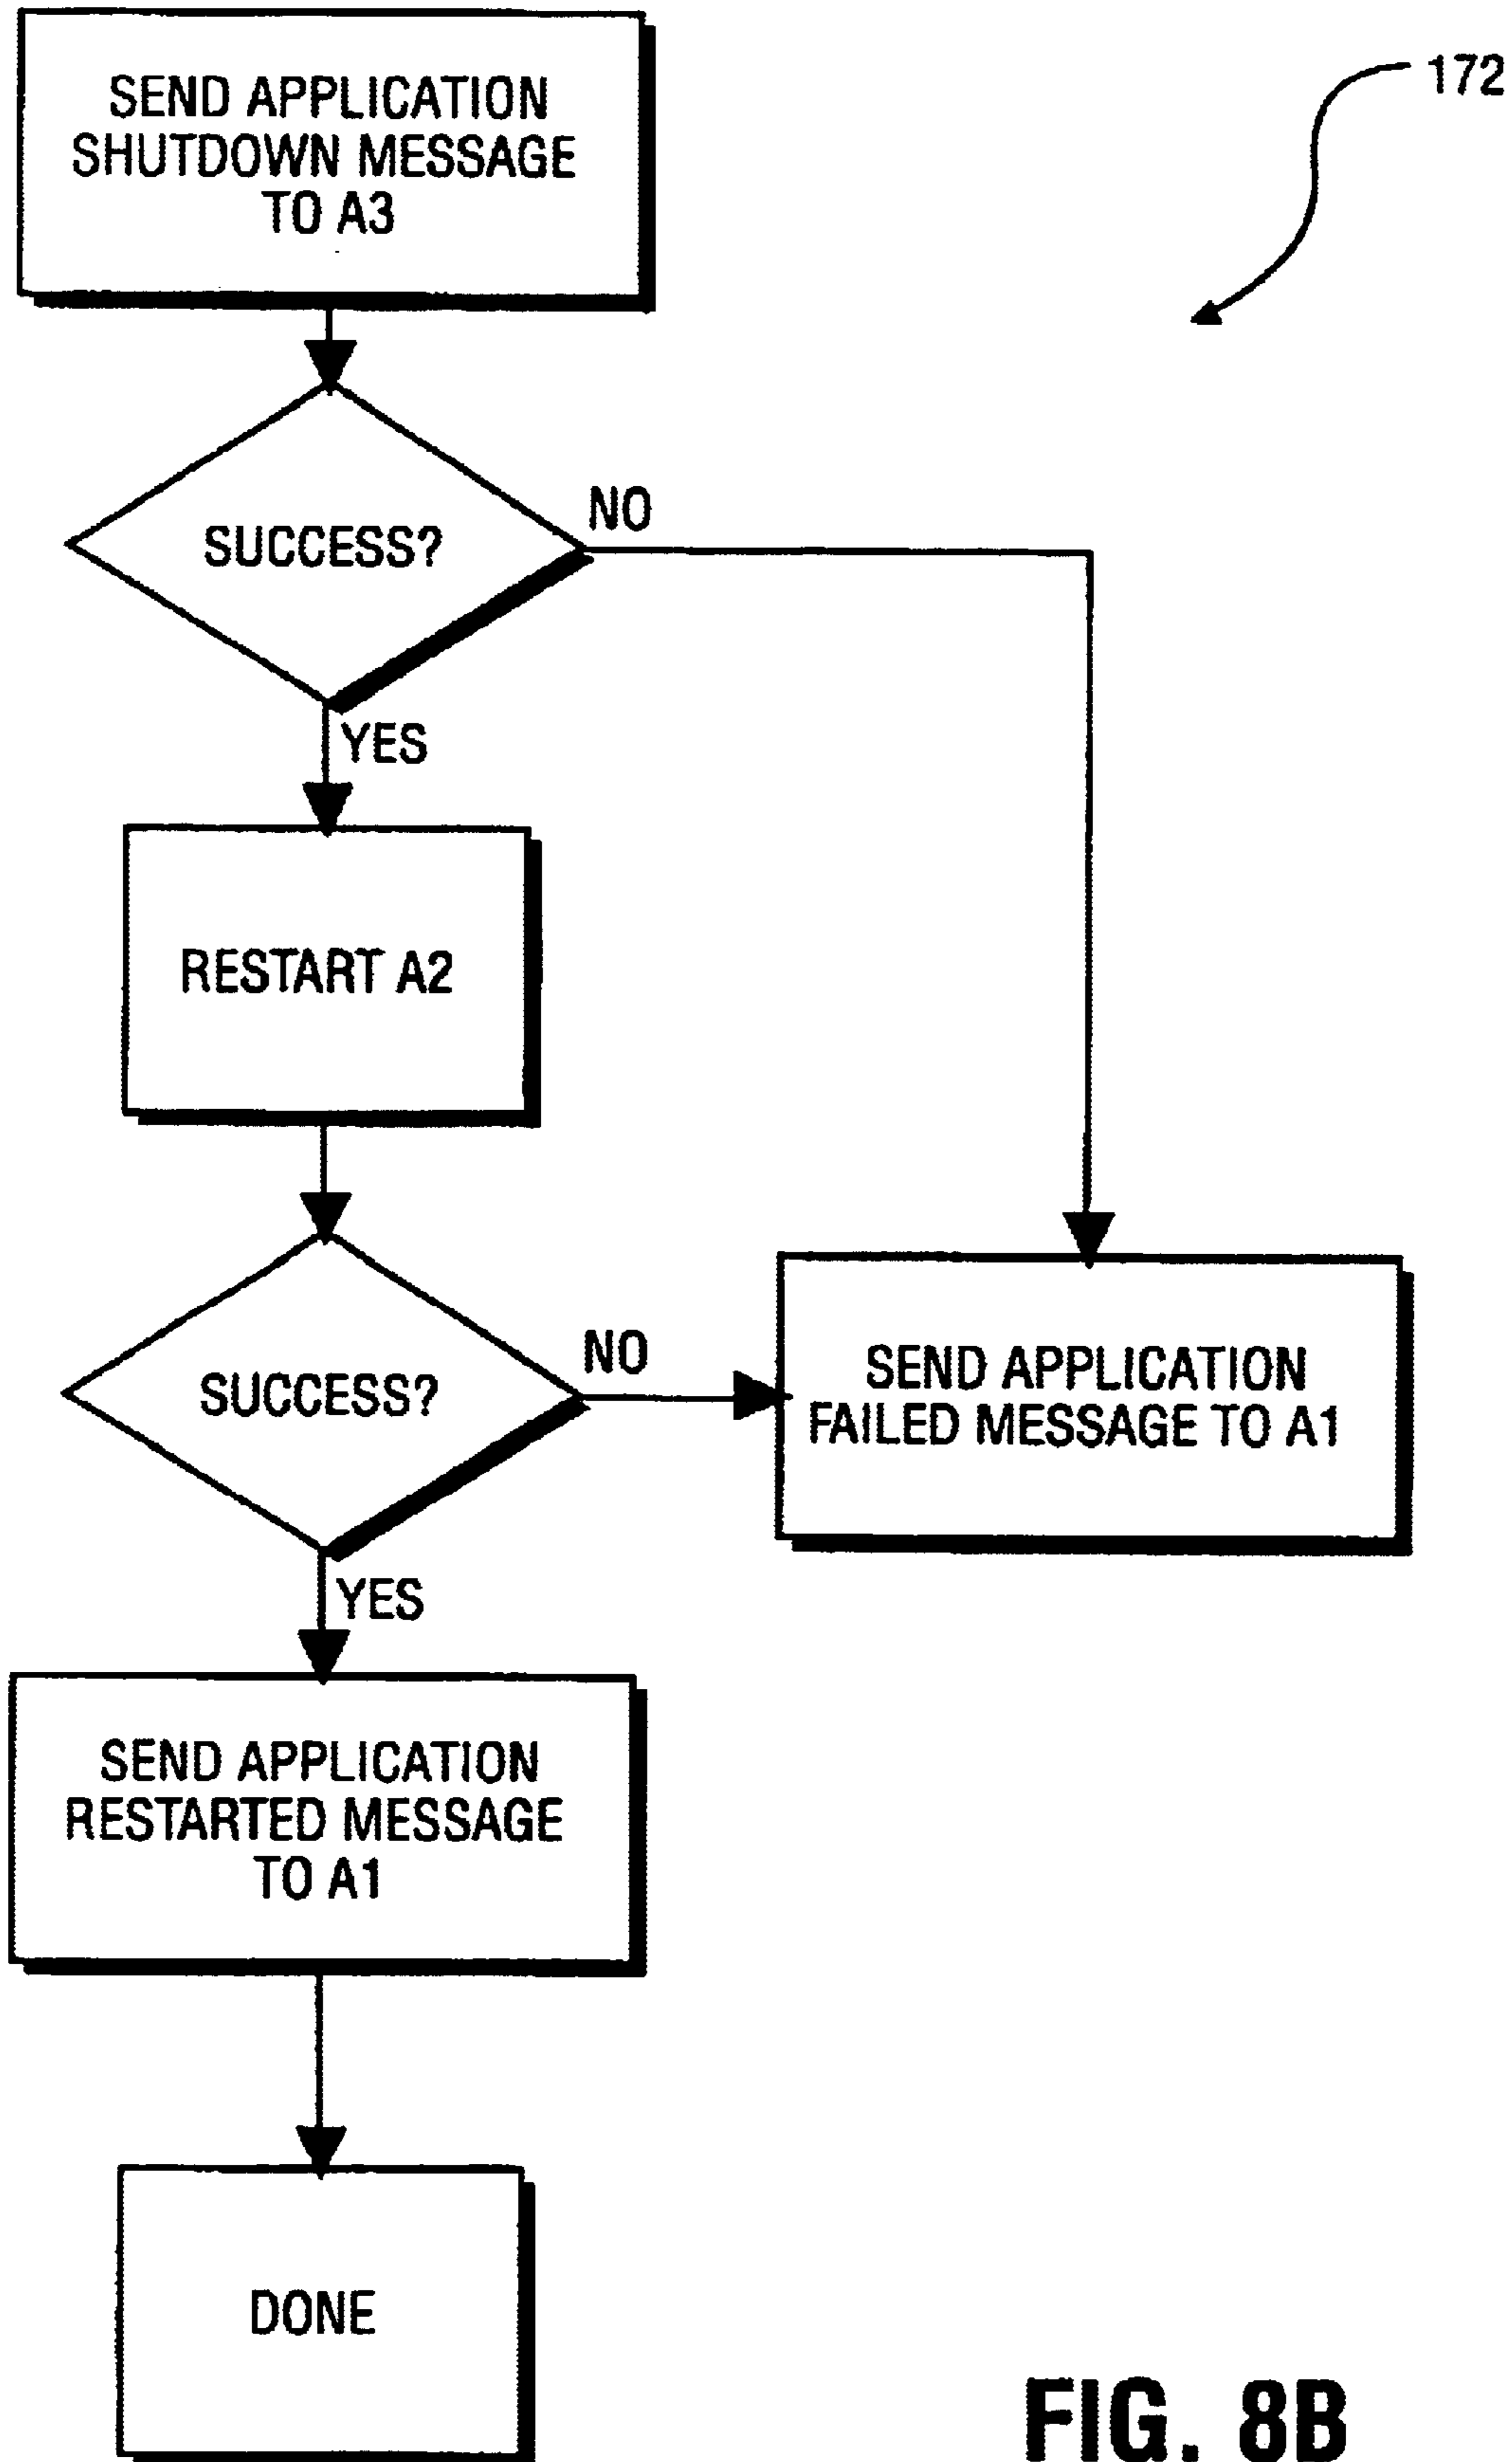 SEND APPLICATION
SHUTDOWN MESSAGE
TO A3
172
SUCCESS?
NO
YES
RESTART A2
SUCCESS?
NO
SEND APPLICATION
FAILED MESSAGE TO A1
YES
SEND APPLICATION
RESTARTED MESSAGE
TO A1
DONE
FIG. 8B